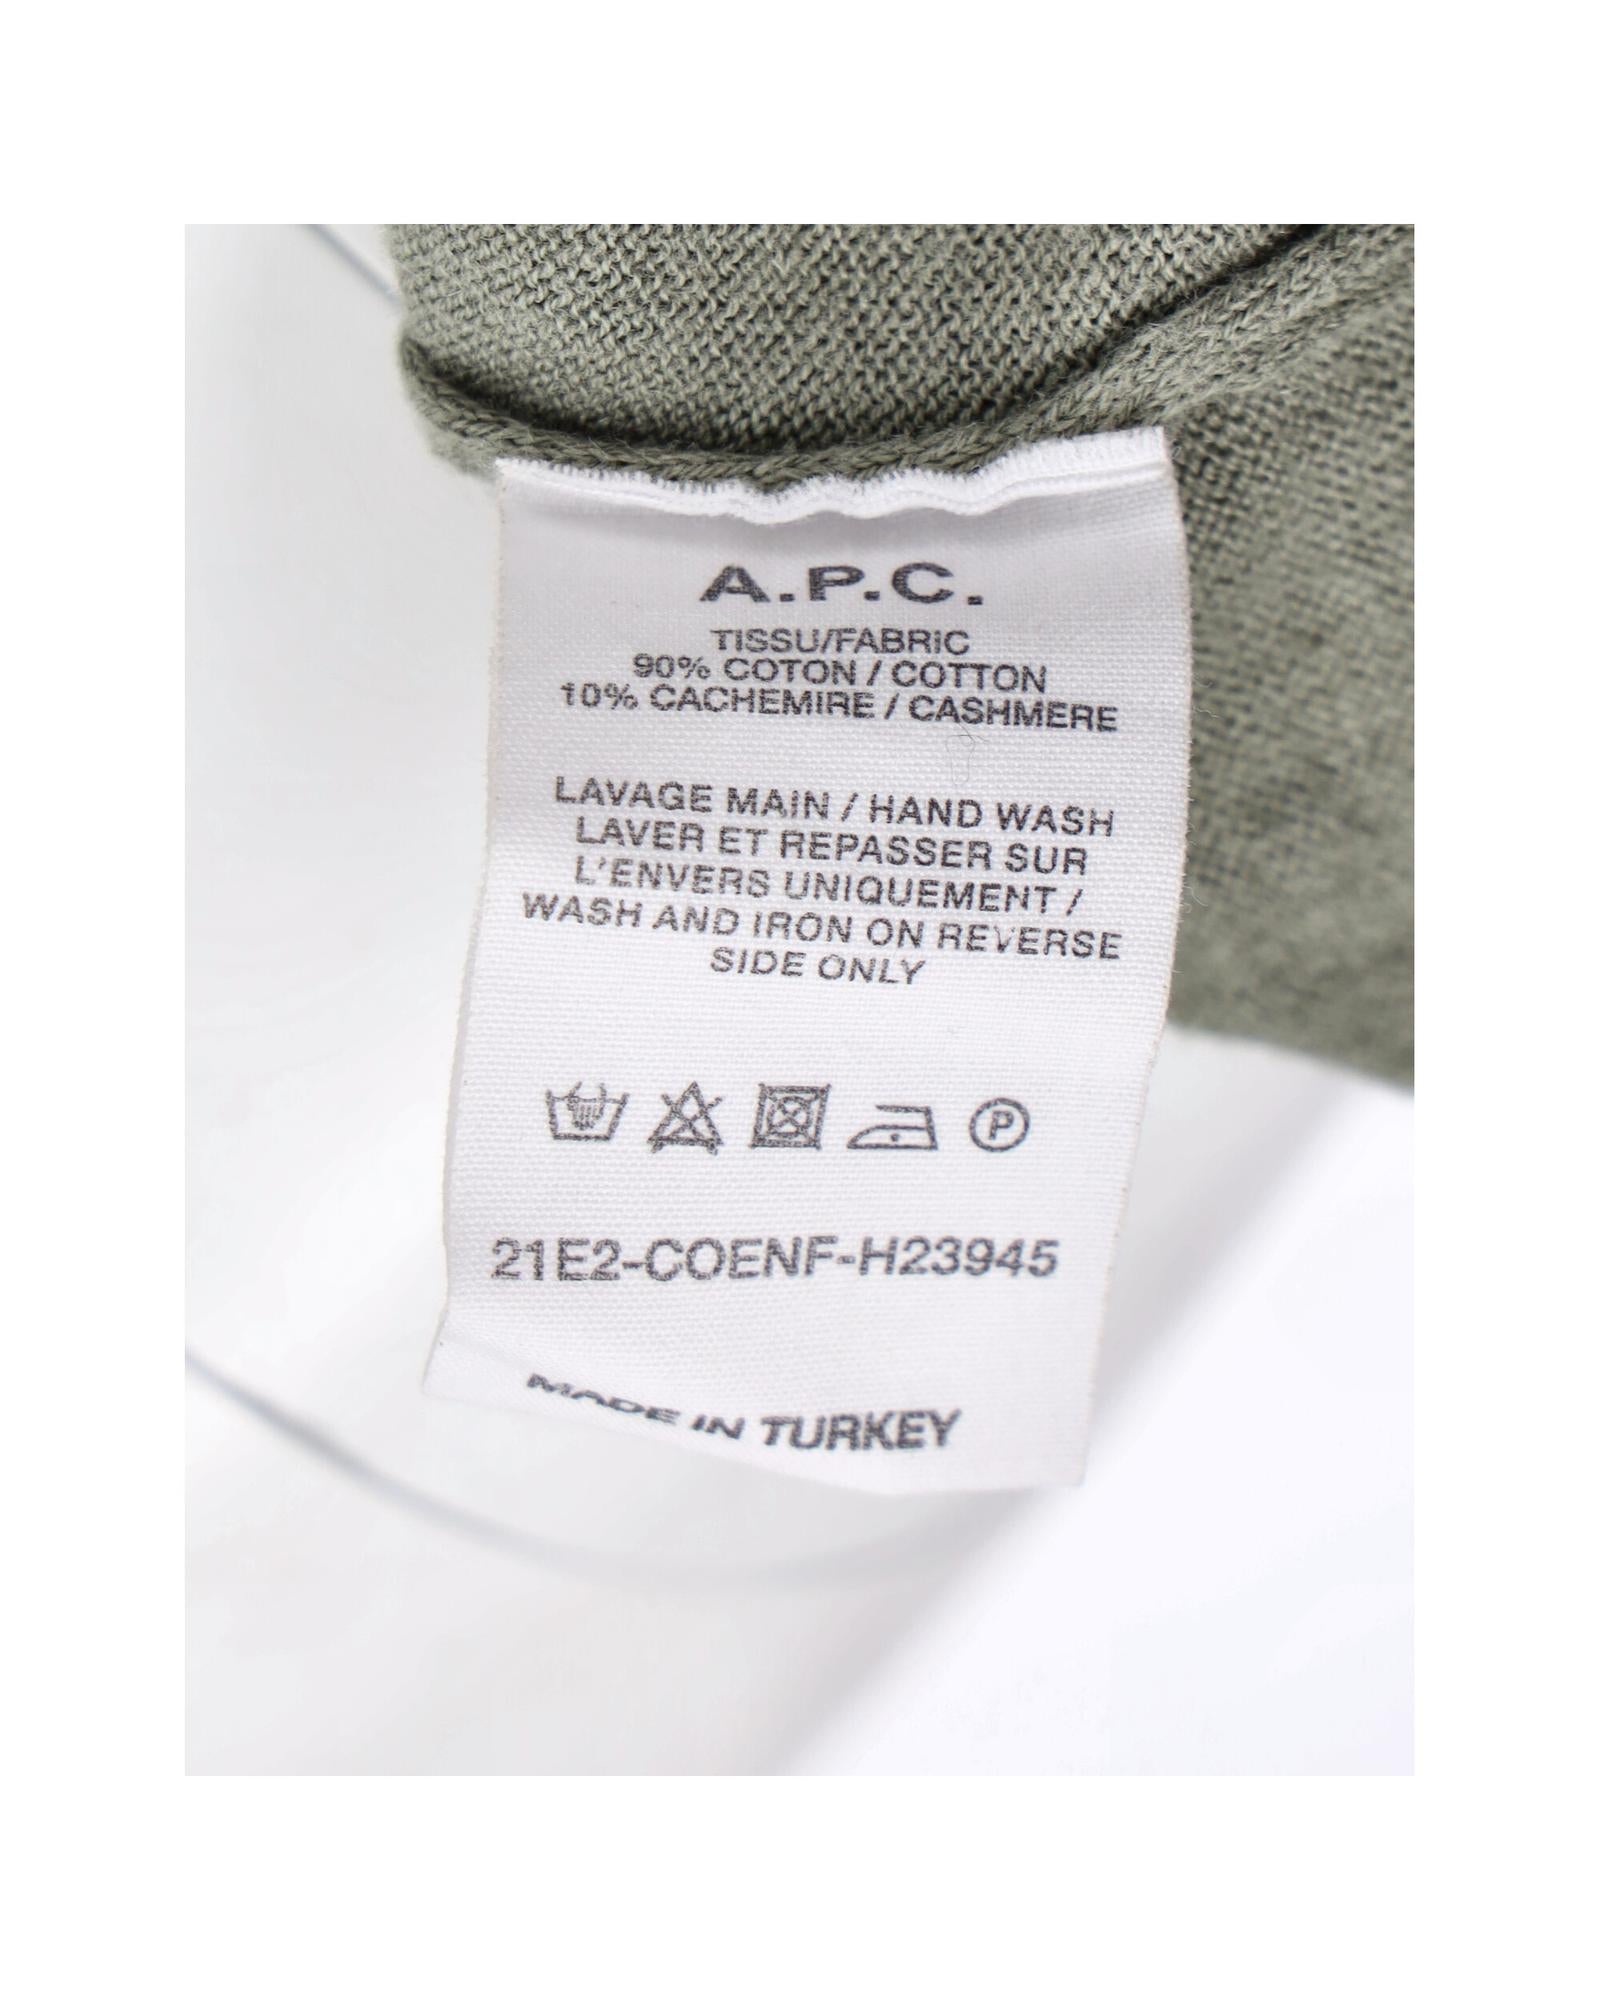 A.P.C.
TISSU/FABRIC
90% COTON / COTTON
10% CACHEMIRE / CASHMERE
LAVAGE MAIN / HAND WASH
LAVER ET REPASSER SUR
L'ENVERS UNIQUEMENT /
WASH AND IRON ON REVERSE
SIDE ONLY
P
21E2-COENF-H23945
MADE IN TURKEY